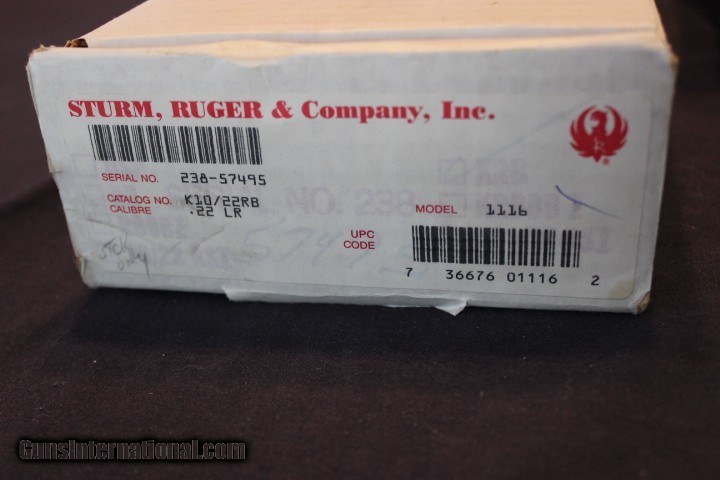 STURM, RUGER & Company, Inc.
SERIAL NO. 238-57495
CATALOG NO. K10/22RB
CALIBRE .22 LR
MODEL 1116
UPC CODE
7 36676 01116 2
GunsInternational.com